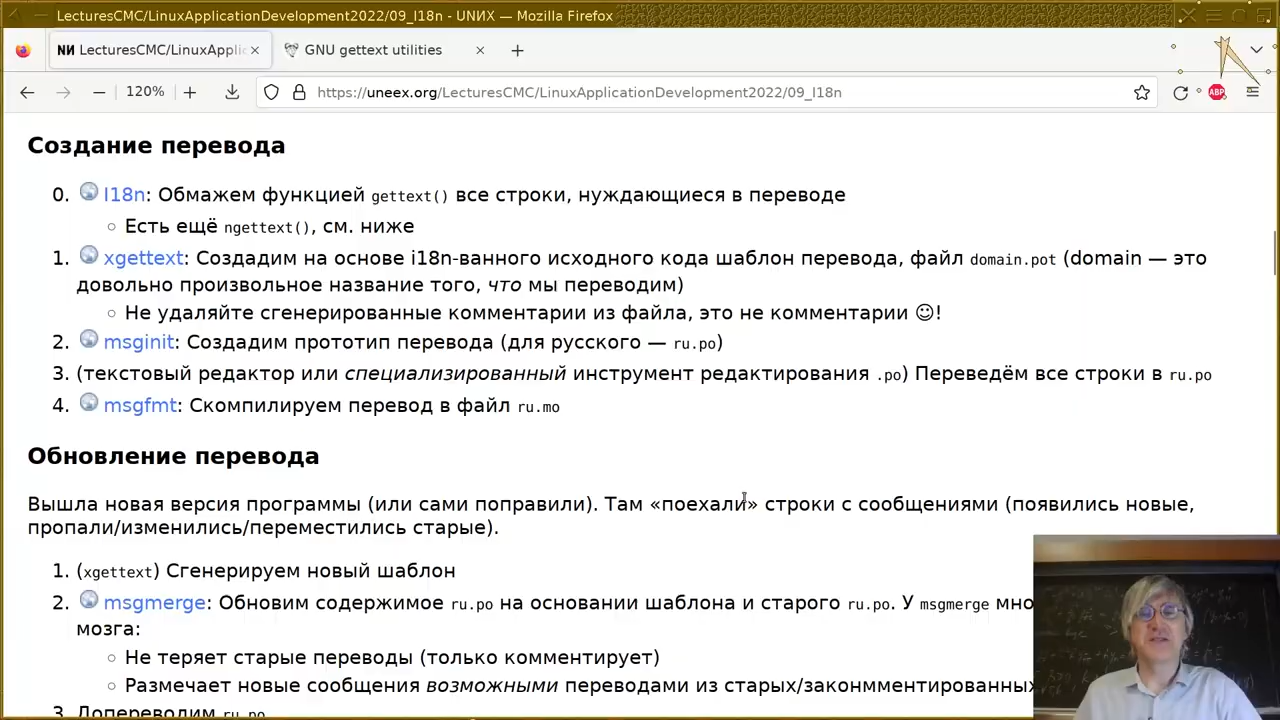 LecturesCMC/LinuxApplicationDevelopment2022/09_I18n - UNИX — Mozilla Firefox
LecturesCMC/LinuxApplic
GNU gettext utilities
120%
https://uneex.org/LecturesCMC/LinuxApplicationDevelopment2022/09_I18n
ABP
Создание перевода
0. I18n: Обмажем функцией gettext() все строки, нуждающиеся в переводе
Есть ещё ngettext(), см. ниже
1. xgettext: Создадим на основе i18n-ванного исходного кода шаблон перевода, файл domain.pot (domain — это
довольно произвольное название того, что мы переводим)
Не удаляйте сгенерированные комментарии из файла, это не комментарии ☺!
2. msginit: Создадим прототип перевода (для русского — ru.po)
3. (текстовый редактор или специализированный инструмент редактирования .po) Переведём все строки в ru.po
4. msgfmt: Скомпилируем перевод в файл ru.mo
Обновление перевода
Вышла новая версия программы (или сами поправили). Там «поехали» строки с сообщениями (появились новые,
пропали/изменились/переместились старые).
1. (xgettext) Сгенерируем новый шаблон
2. msgmerge: Обновим содержимое ru.po на основании шаблона и старого ru.po. У msgmerge мно
мозга:
Не теряет старые переводы (только комментирует)
Размечает новые сообщения возможными переводами из старых/законмментированных
3. Допереводим ru.po